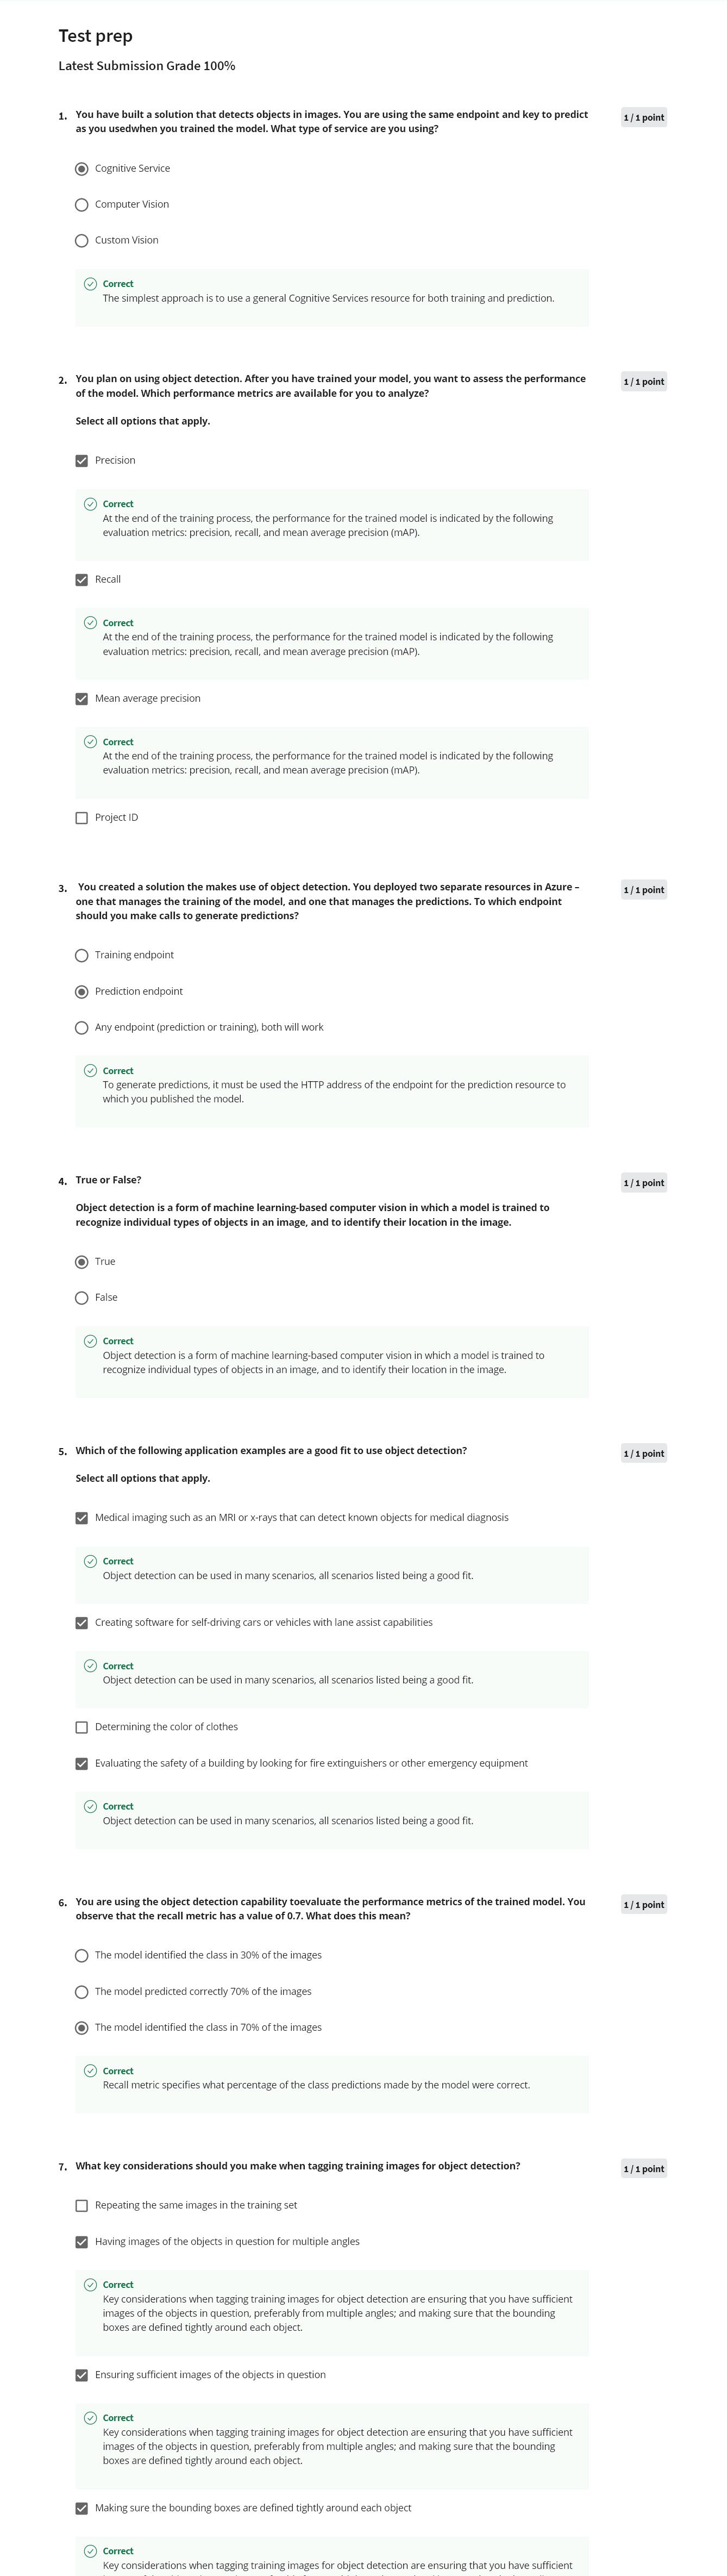 Test prep
Latest Submission Grade 100%
1. You have built a solution that detects objects in images. You are using the same endpoint and key to predict
as you usedwhen you trained the model. What type of service are you using?
1 / 1 point
Cognitive Service
Computer Vision
Custom Vision
Correct
The simplest approach is to use a general Cognitive Services resource for both training and prediction.
2. You plan on using object detection. After you have trained your model, you want to assess the performance
of the model. Which performance metrics are available for you to analyze?
1 / 1 point
Select all options that apply.
Precision
Correct
At the end of the training process, the performance for the trained model is indicated by the following
evaluation metrics: precision, recall, and mean average precision (mAP).
Recall
Correct
At the end of the training process, the performance for the trained model is indicated by the following
evaluation metrics: precision, recall, and mean average precision (mAP).
Mean average precision
Correct
At the end of the training process, the performance for the trained model is indicated by the following
evaluation metrics: precision, recall, and mean average precision (mAP).
Project ID
3. You created a solution the makes use of object detection. You deployed two separate resources in Azure –
one that manages the training of the model, and one that manages the predictions. To which endpoint
should you make calls to generate predictions?
1 / 1 point
Training endpoint
Prediction endpoint
Any endpoint (prediction or training), both will work
Correct
To generate predictions, it must be used the HTTP address of the endpoint for the prediction resource to
which you published the model.
4. True or False?
1 / 1 point
Object detection is a form of machine learning-based computer vision in which a model is trained to
recognize individual types of objects in an image, and to identify their location in the image.
True
False
Correct
Object detection is a form of machine learning-based computer vision in which a model is trained to
recognize individual types of objects in an image, and to identify their location in the image.
5. Which of the following application examples are a good fit to use object detection?
1 / 1 point
Select all options that apply.
Medical imaging such as an MRI or x-rays that can detect known objects for medical diagnosis
Correct
Object detection can be used in many scenarios, all scenarios listed being a good fit.
Creating software for self-driving cars or vehicles with lane assist capabilities
Correct
Object detection can be used in many scenarios, all scenarios listed being a good fit.
Determining the color of clothes
Evaluating the safety of a building by looking for fire extinguishers or other emergency equipment
Correct
Object detection can be used in many scenarios, all scenarios listed being a good fit.
6. You are using the object detection capability toevaluate the performance metrics of the trained model. You
observe that the recall metric has a value of 0.7. What does this mean?
1 / 1 point
The model identified the class in 30% of the images
The model predicted correctly 70% of the images
The model identified the class in 70% of the images
Correct
Recall metric specifies what percentage of the class predictions made by the model were correct.
7. What key considerations should you make when tagging training images for object detection?
1 / 1 point
Repeating the same images in the training set
Having images of the objects in question for multiple angles
Correct
Key considerations when tagging training images for object detection are ensuring that you have sufficient
images of the objects in question, preferably from multiple angles; and making sure that the bounding
boxes are defined tightly around each object.
Ensuring sufficient images of the objects in question
Correct
Key considerations when tagging training images for object detection are ensuring that you have sufficient
images of the objects in question, preferably from multiple angles; and making sure that the bounding
boxes are defined tightly around each object.
Making sure the bounding boxes are defined tightly around each object
Correct
Key considerations when tagging training images for object detection are ensuring that you have sufficient